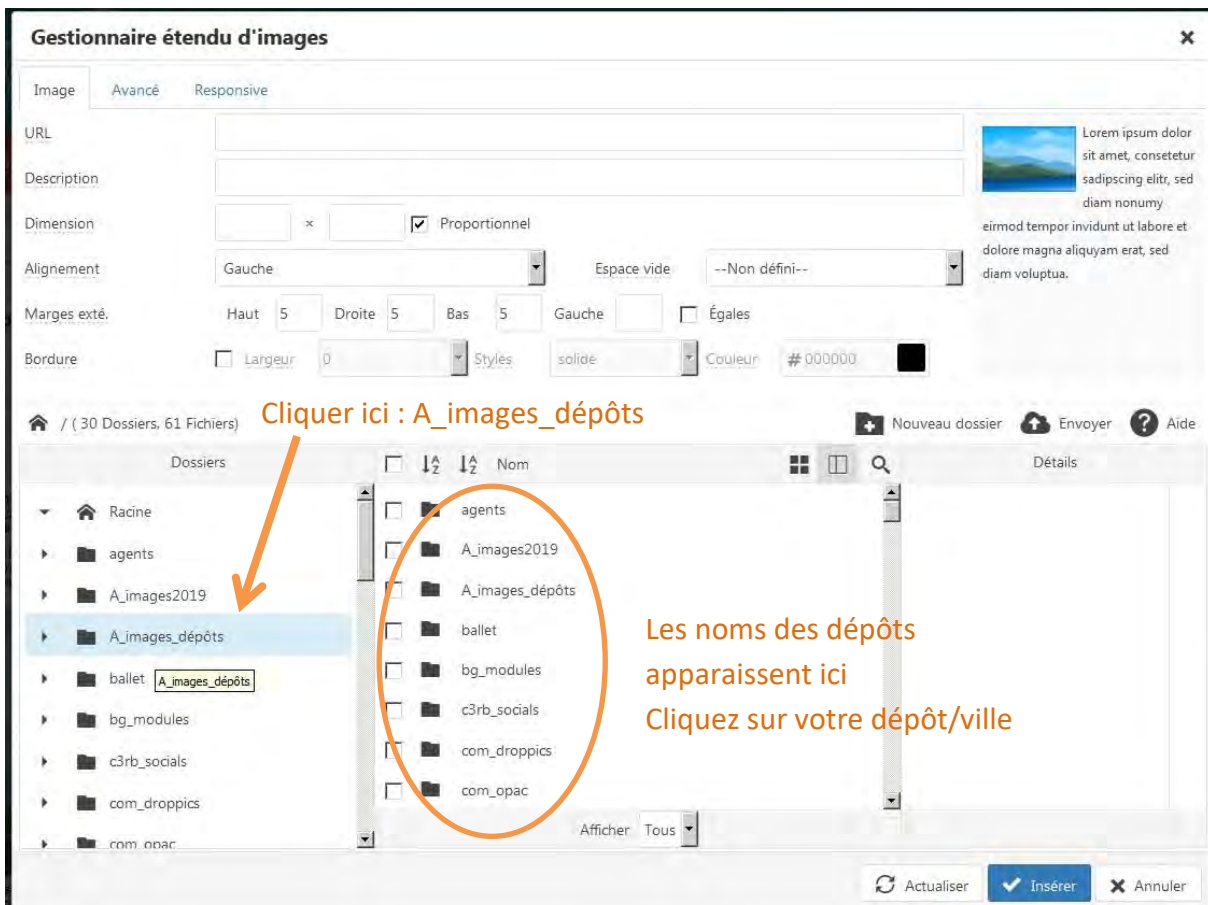 Gestionnaire étendu d'images
Image Avancé Responsive
URL
Description
Dimension × Proportionnel
Alignement Gauche Espace vide --Non défini--
Marges exté. Haut 5 Droite 5 Bas 5 Gauche Égales
Bordure Largeur 0 Styles solide Couleur # 000000
Lorem ipsum dolor
sit amet, consetetur
sadipscing elitr, sed
diam nonumy
eirmod tempor invidunt ut labore et
dolore magna aliquyam erat, sed
diam voluptua.
Cliquer ici : A_images_dépôts
/ ( 30 Dossiers, 61 Fichiers) Nouveau dossier Envoyer Aide
Dossiers Nom Détails
Racine
agents
A_images2019
A_images_dépôts
ballet A_images_dépôts
bg_modules
c3rb_socials
com_droppics
com_opac
agents
A_images2019
A_images_dépôts
ballet
bg_modules
c3rb_socials
com_droppics
com_opac
Les noms des dépôts
apparaissent ici
Cliquez sur votre dépôt/ville
Afficher Tous
Actualiser Insérer Annuler